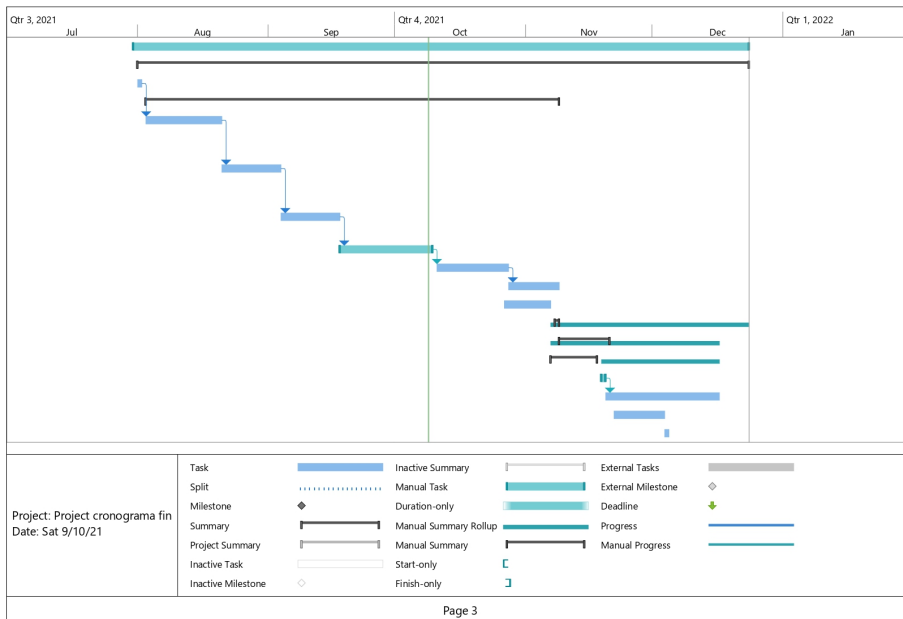 Qtr 3, 2021 Qtr 4, 2021 Qtr 1, 2022
Jul Aug Sep Oct Nov Dec Jan
Project: Project cronograma fin
Date: Sat 9/10/21
Task
Split
Milestone
Summary
Project Summary
Inactive Task
Inactive Milestone
Inactive Summary
Manual Task
Duration-only
Manual Summary Rollup
Manual Summary
Start-only
Finish-only
External Tasks
External Milestone
Deadline
Progress
Manual Progress
Page 3